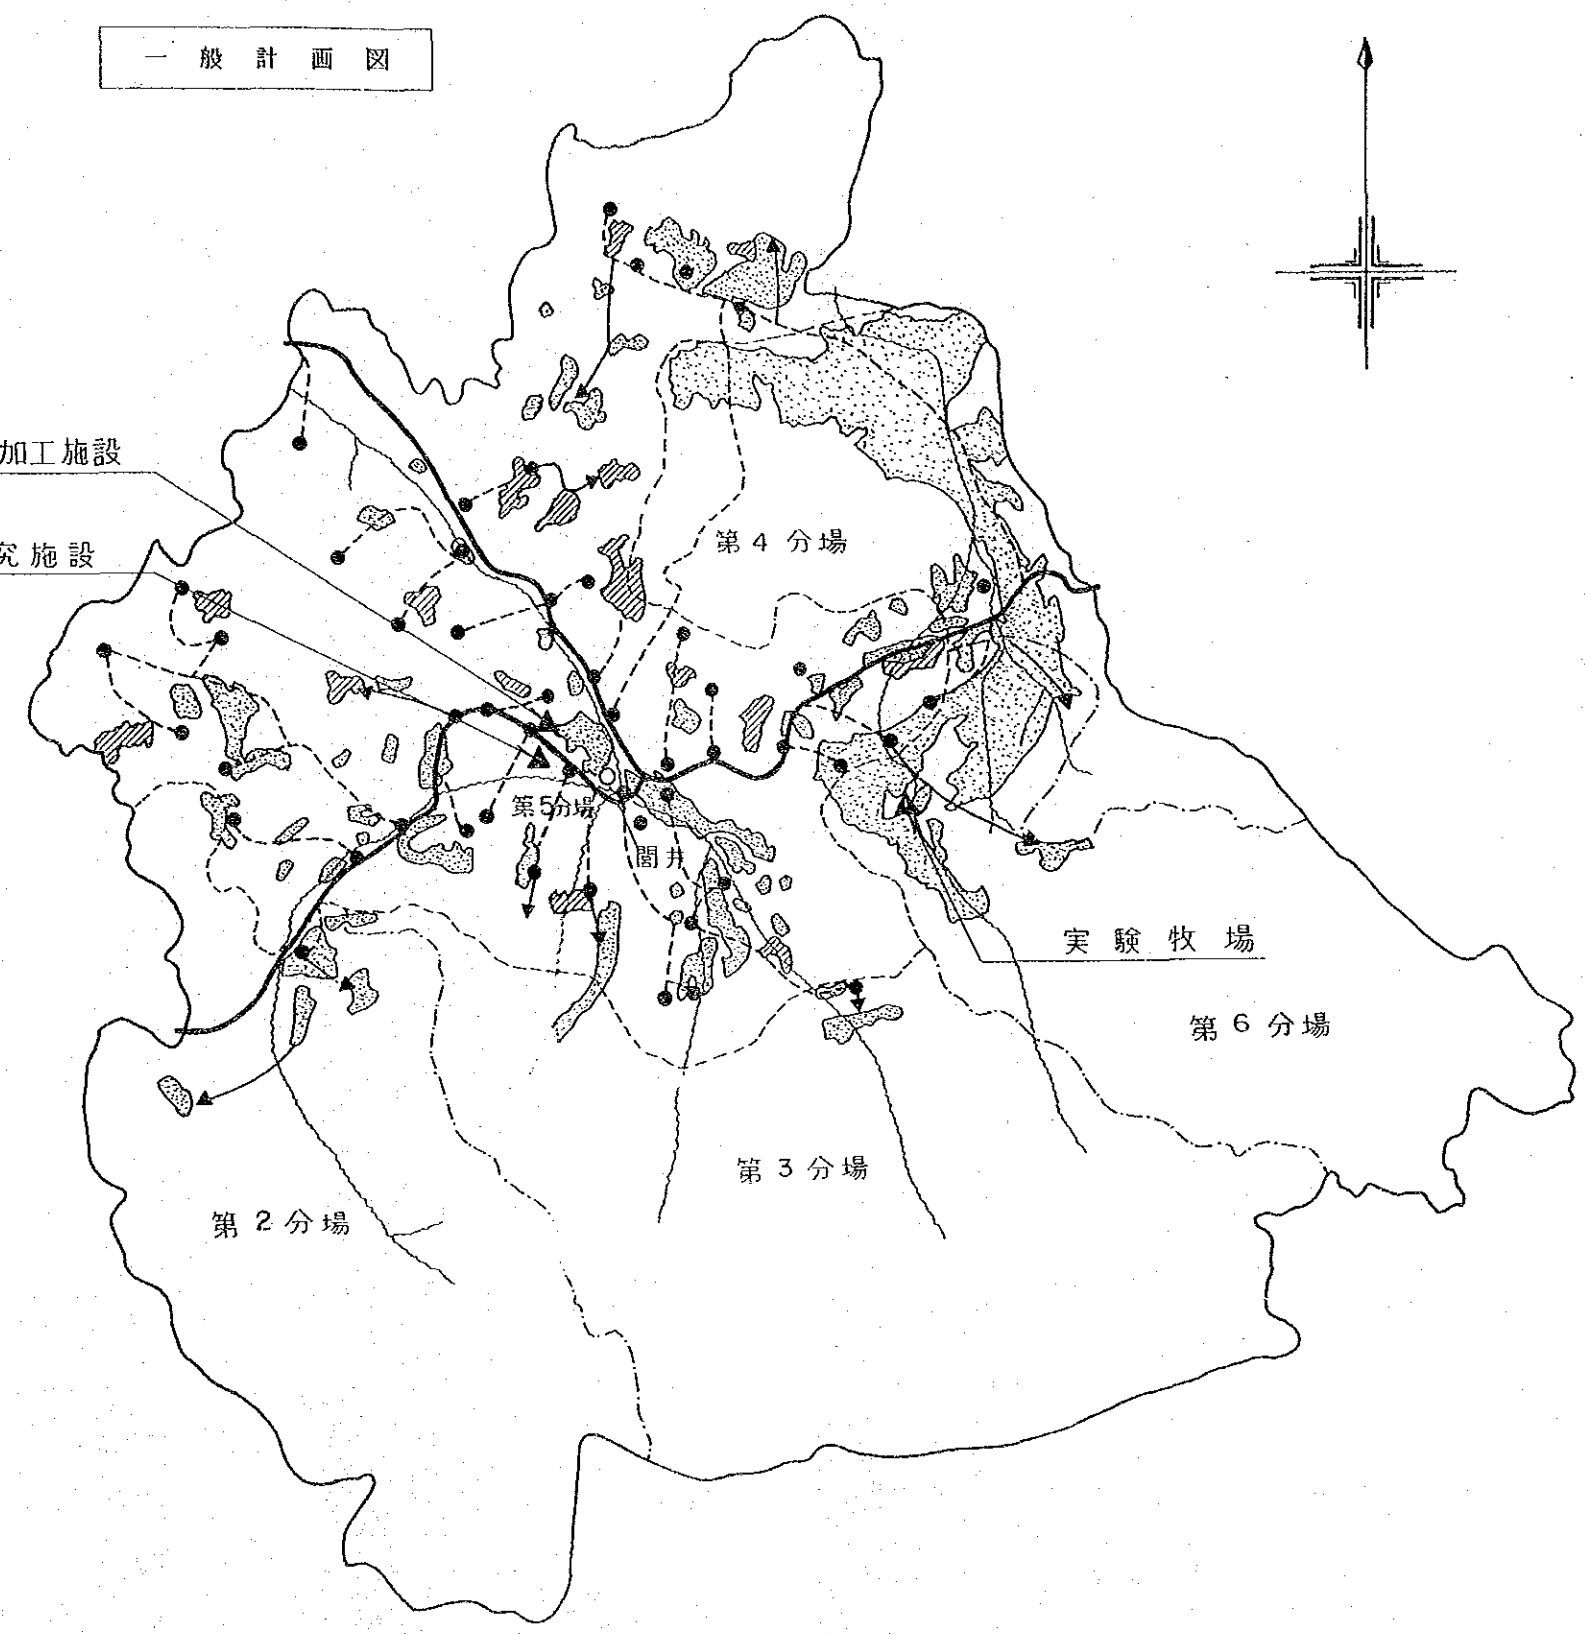 一般計画図
加工施設
究施設
第4分場
第5分場
闇井
実験牧場
第6分場
第3分場
第2分場